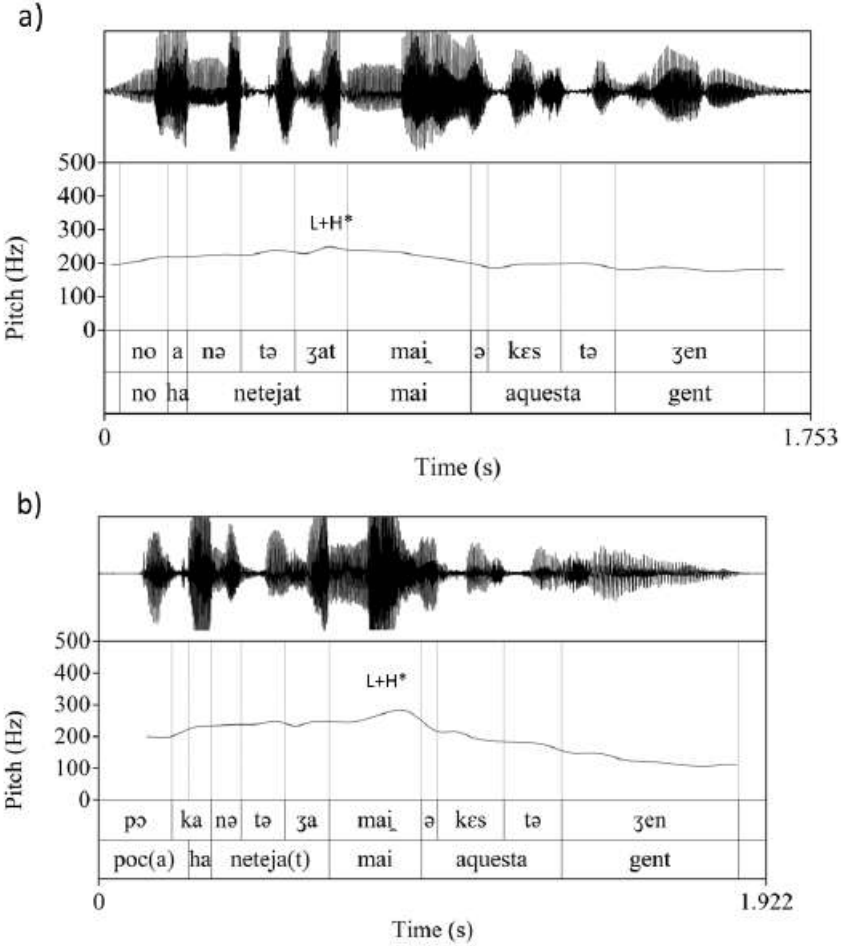 a)
500
400
300
200
100
0
Pitch (Hz)
L+H*
no a nə tə ʒat mai̯ ə kɛs tə ʒen
no ha netejat mai aquesta gent
0 1.753
Time (s)
b)
500
400
300
200
100
0
Pitch (Hz)
L+H*
pɔ ka nə tə ʒa mai̯ ə kɛs tə ʒen
poc(a) ha neteja(t) mai aquesta gent
0 1.922
Time (s)